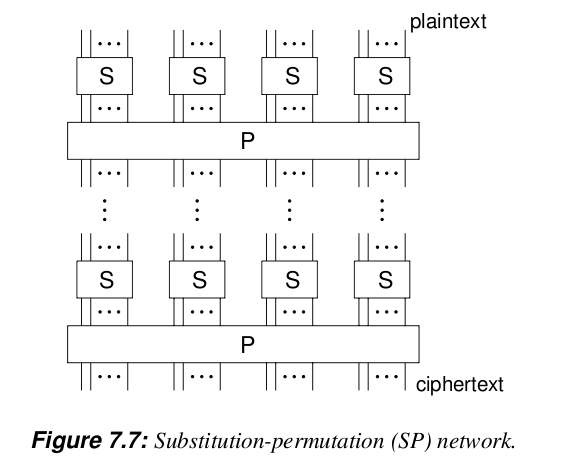 plaintext
S S S S
P
S S S S
P
ciphertext
Figure 7.7: Substitution-permutation (SP) network.